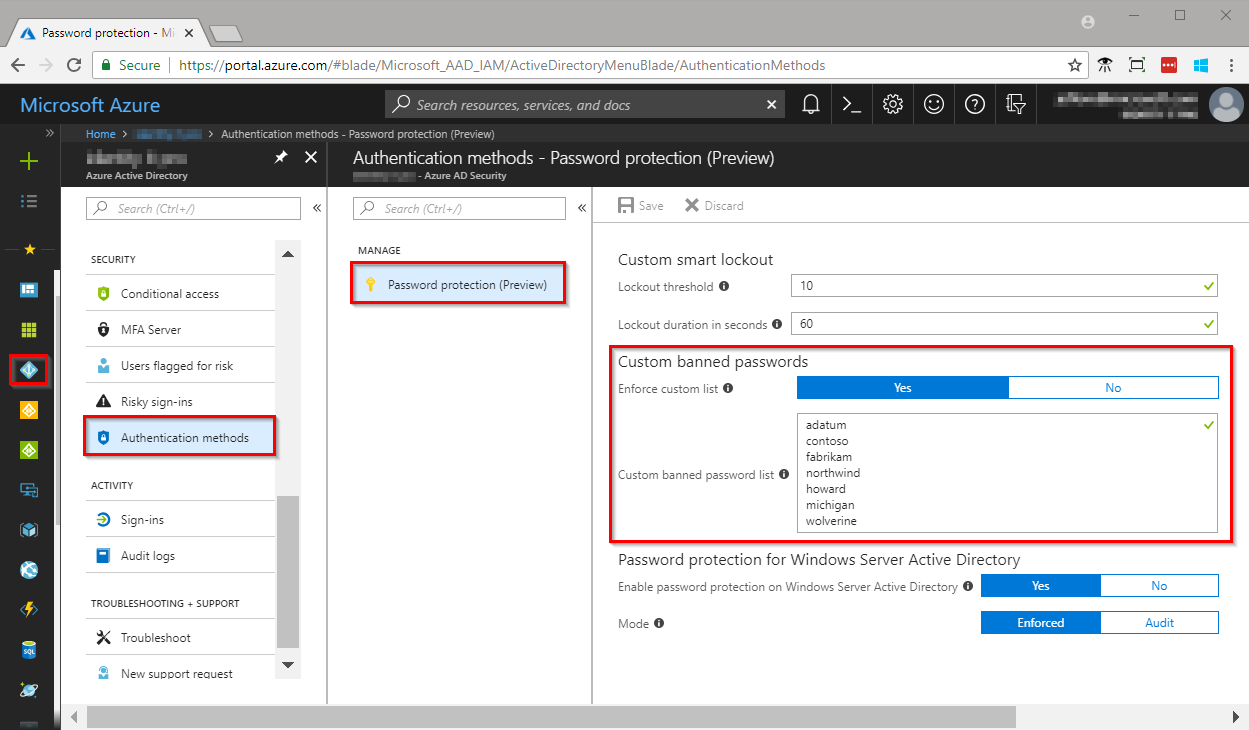 Password protection - Mi
Secure
https://portal.azure.com/#blade/Microsoft_AAD_IAM/ActiveDirectoryMenuBlade/AuthenticationMethods
Microsoft Azure
Search resources, services, and docs
Home > > Authentication methods - Password protection (Preview)
Azure Active Directory
Authentication methods - Password protection (Preview)
- Azure AD Security
Search (Ctrl+/)
SECURITY
Conditional access
MFA Server
Users flagged for risk
Risky sign-ins
Authentication methods
ACTIVITY
Sign-ins
Audit logs
TROUBLESHOOTING + SUPPORT
Troubleshoot
New support request
Search (Ctrl+/)
MANAGE
Password protection (Preview)
Save Discard
Custom smart lockout
Lockout threshold 10
Lockout duration in seconds 60
Custom banned passwords
Enforce custom list Yes No
Custom banned password list
adatum
contoso
fabrikam
northwind
howard
michigan
wolverine
Password protection for Windows Server Active Directory
Enable password protection on Windows Server Active Directory Yes No
Mode Enforced Audit
SQL